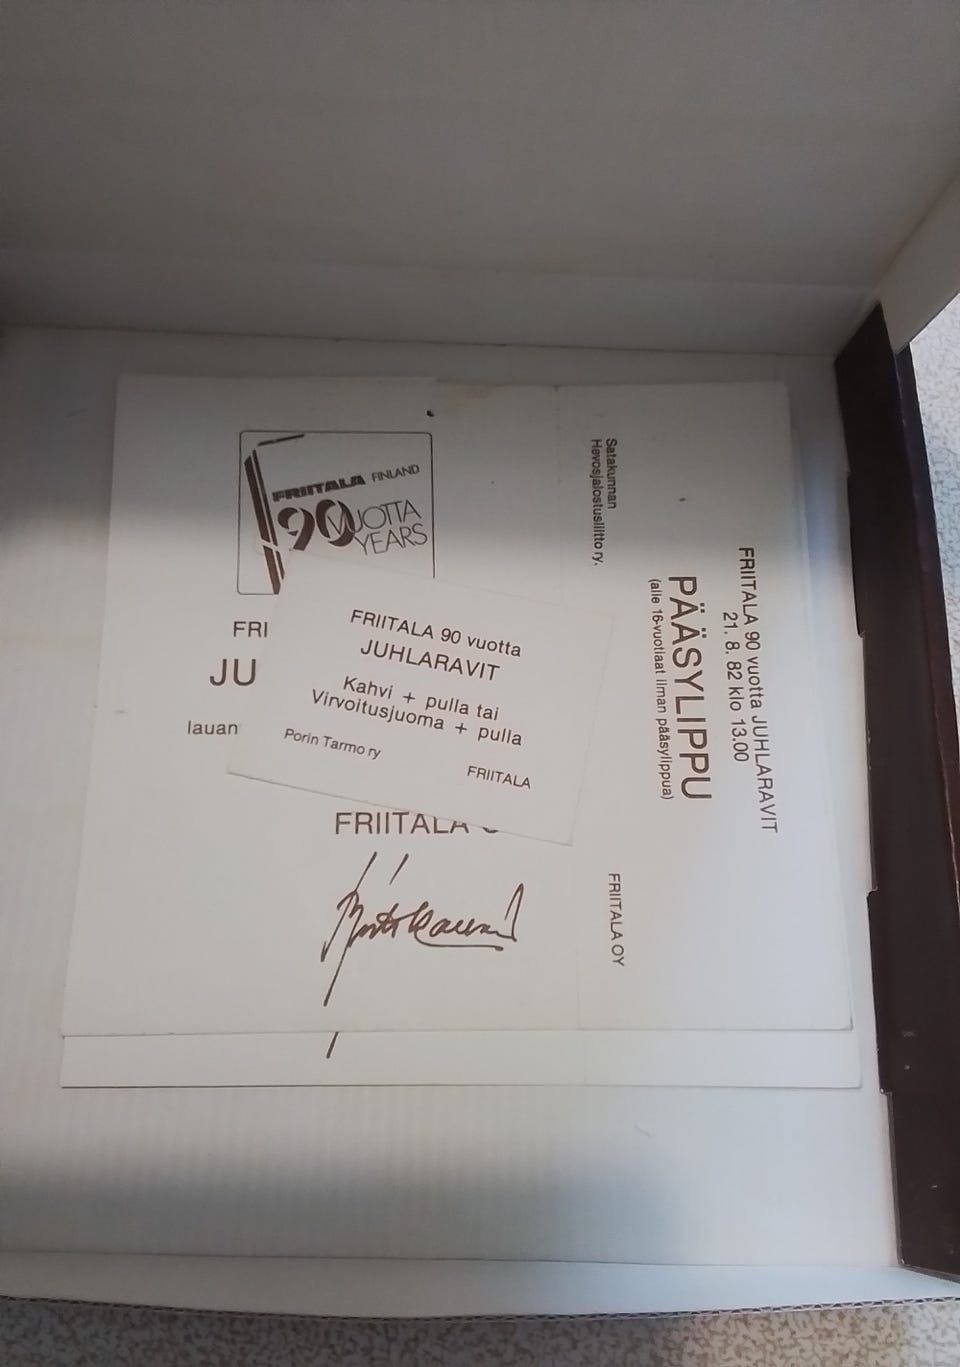 FRIITALA FINLAND
90 VUOTTA
YEARS
FRI
JU
lauan
FRIITALA 90 vuotta
JUHLARAVIT
Kahvi + pulla tai
Virvoitusjuoma + pulla
Porin Tarmo ry
FRIITALA
FRIITALA
FRIITALA 90 vuotta JUHLARAVIT
21. 8. 82 klo 13.00
PÄÄSYLIPPU
(alle 16-vuotiaat ilman pääsylippua)
Satakunnan
Hevosjalostusliitto ry.
FRIITALA OY